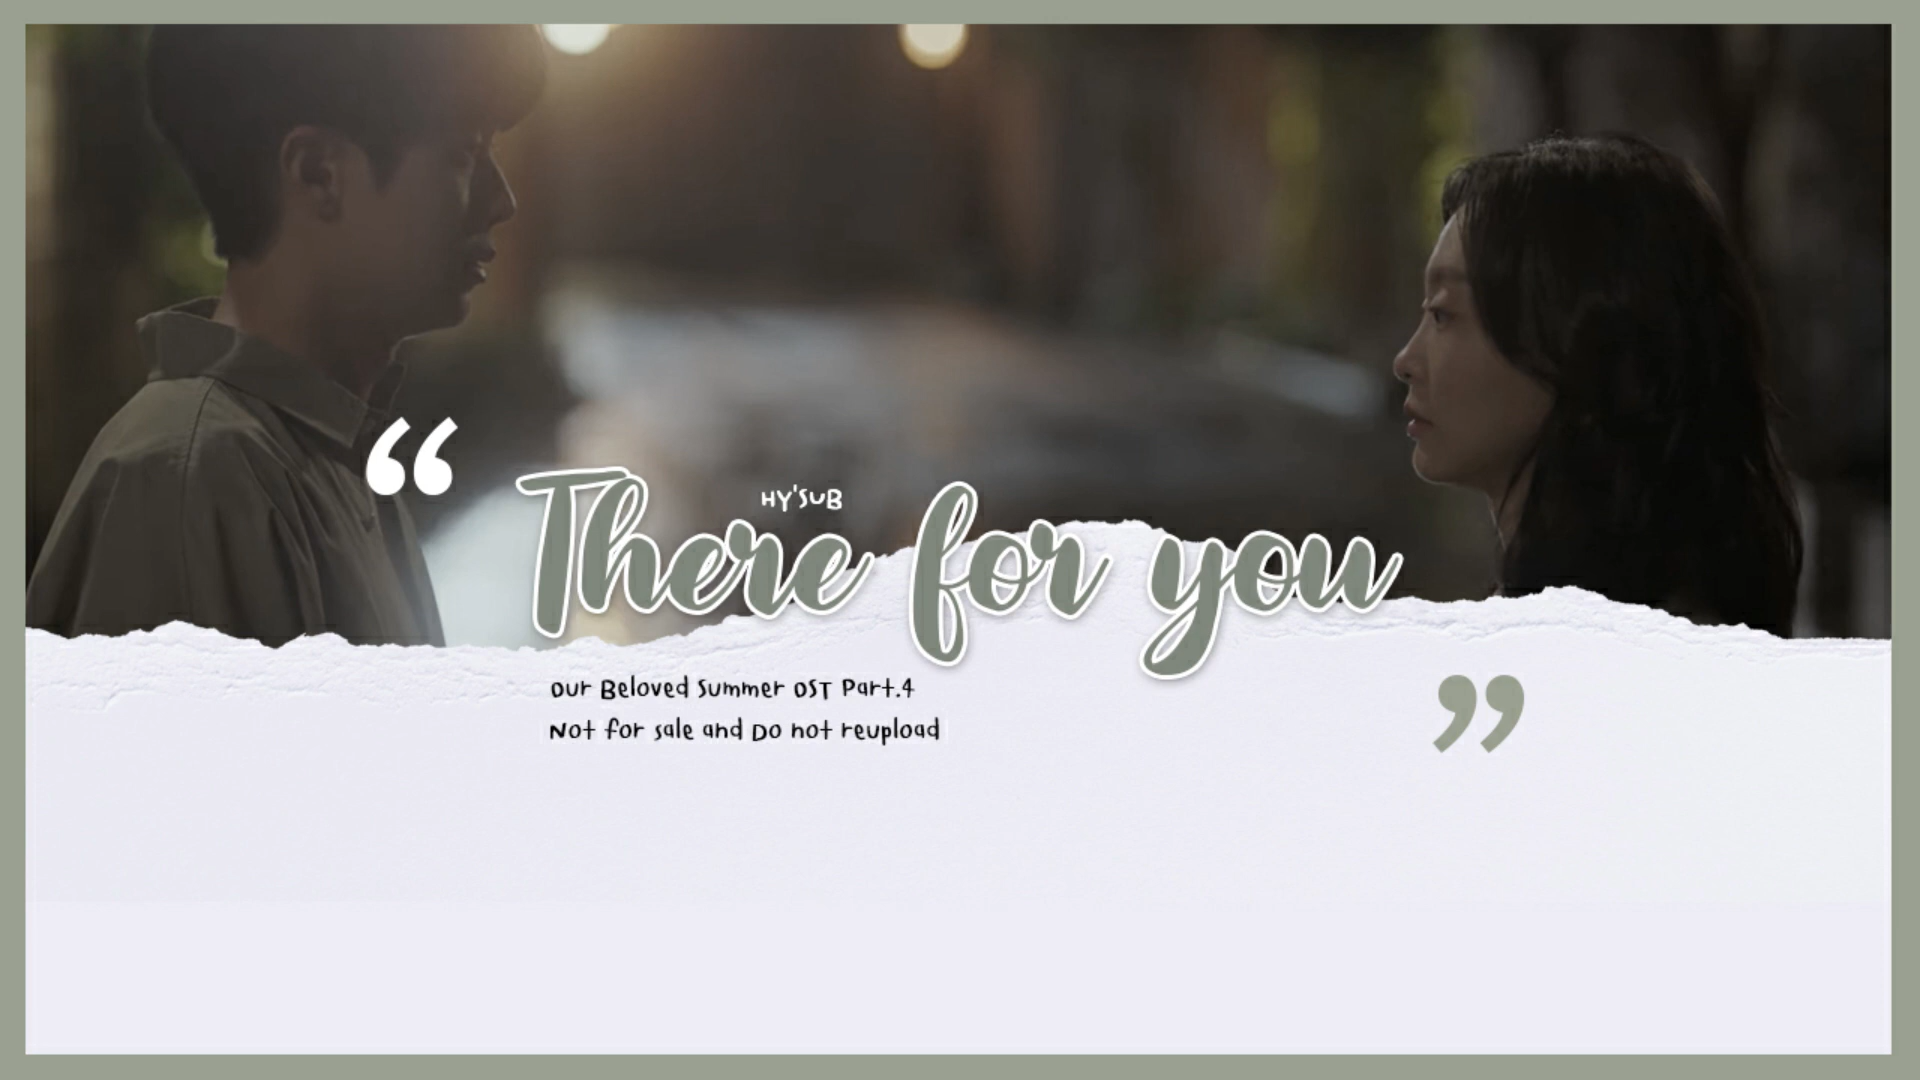 “
HY'SUB
There for you
our Beloved Summer OST Part.4
Not for sale and Do not reupload
”